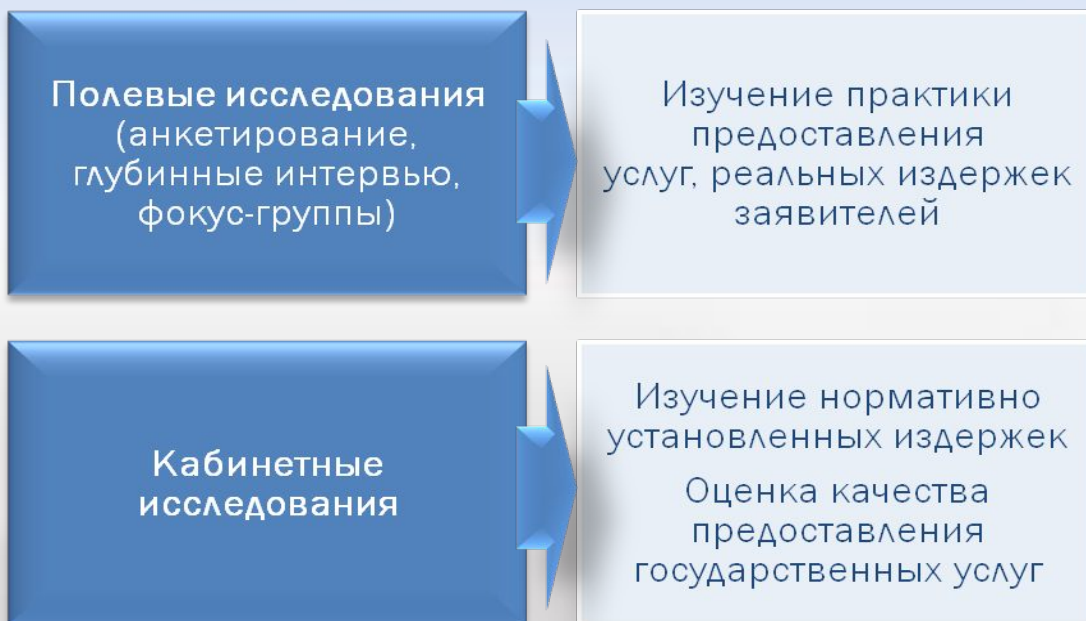 Полевые исследования
(анкетирование,
глубинные интервью,
фокус-группы)
Изучение практики
предоставления
услуг, реальных издержек
заявителей
Кабинетные
исследования
Изучение нормативно
установленных издержек
Оценка качества
предоставления
государственных услуг